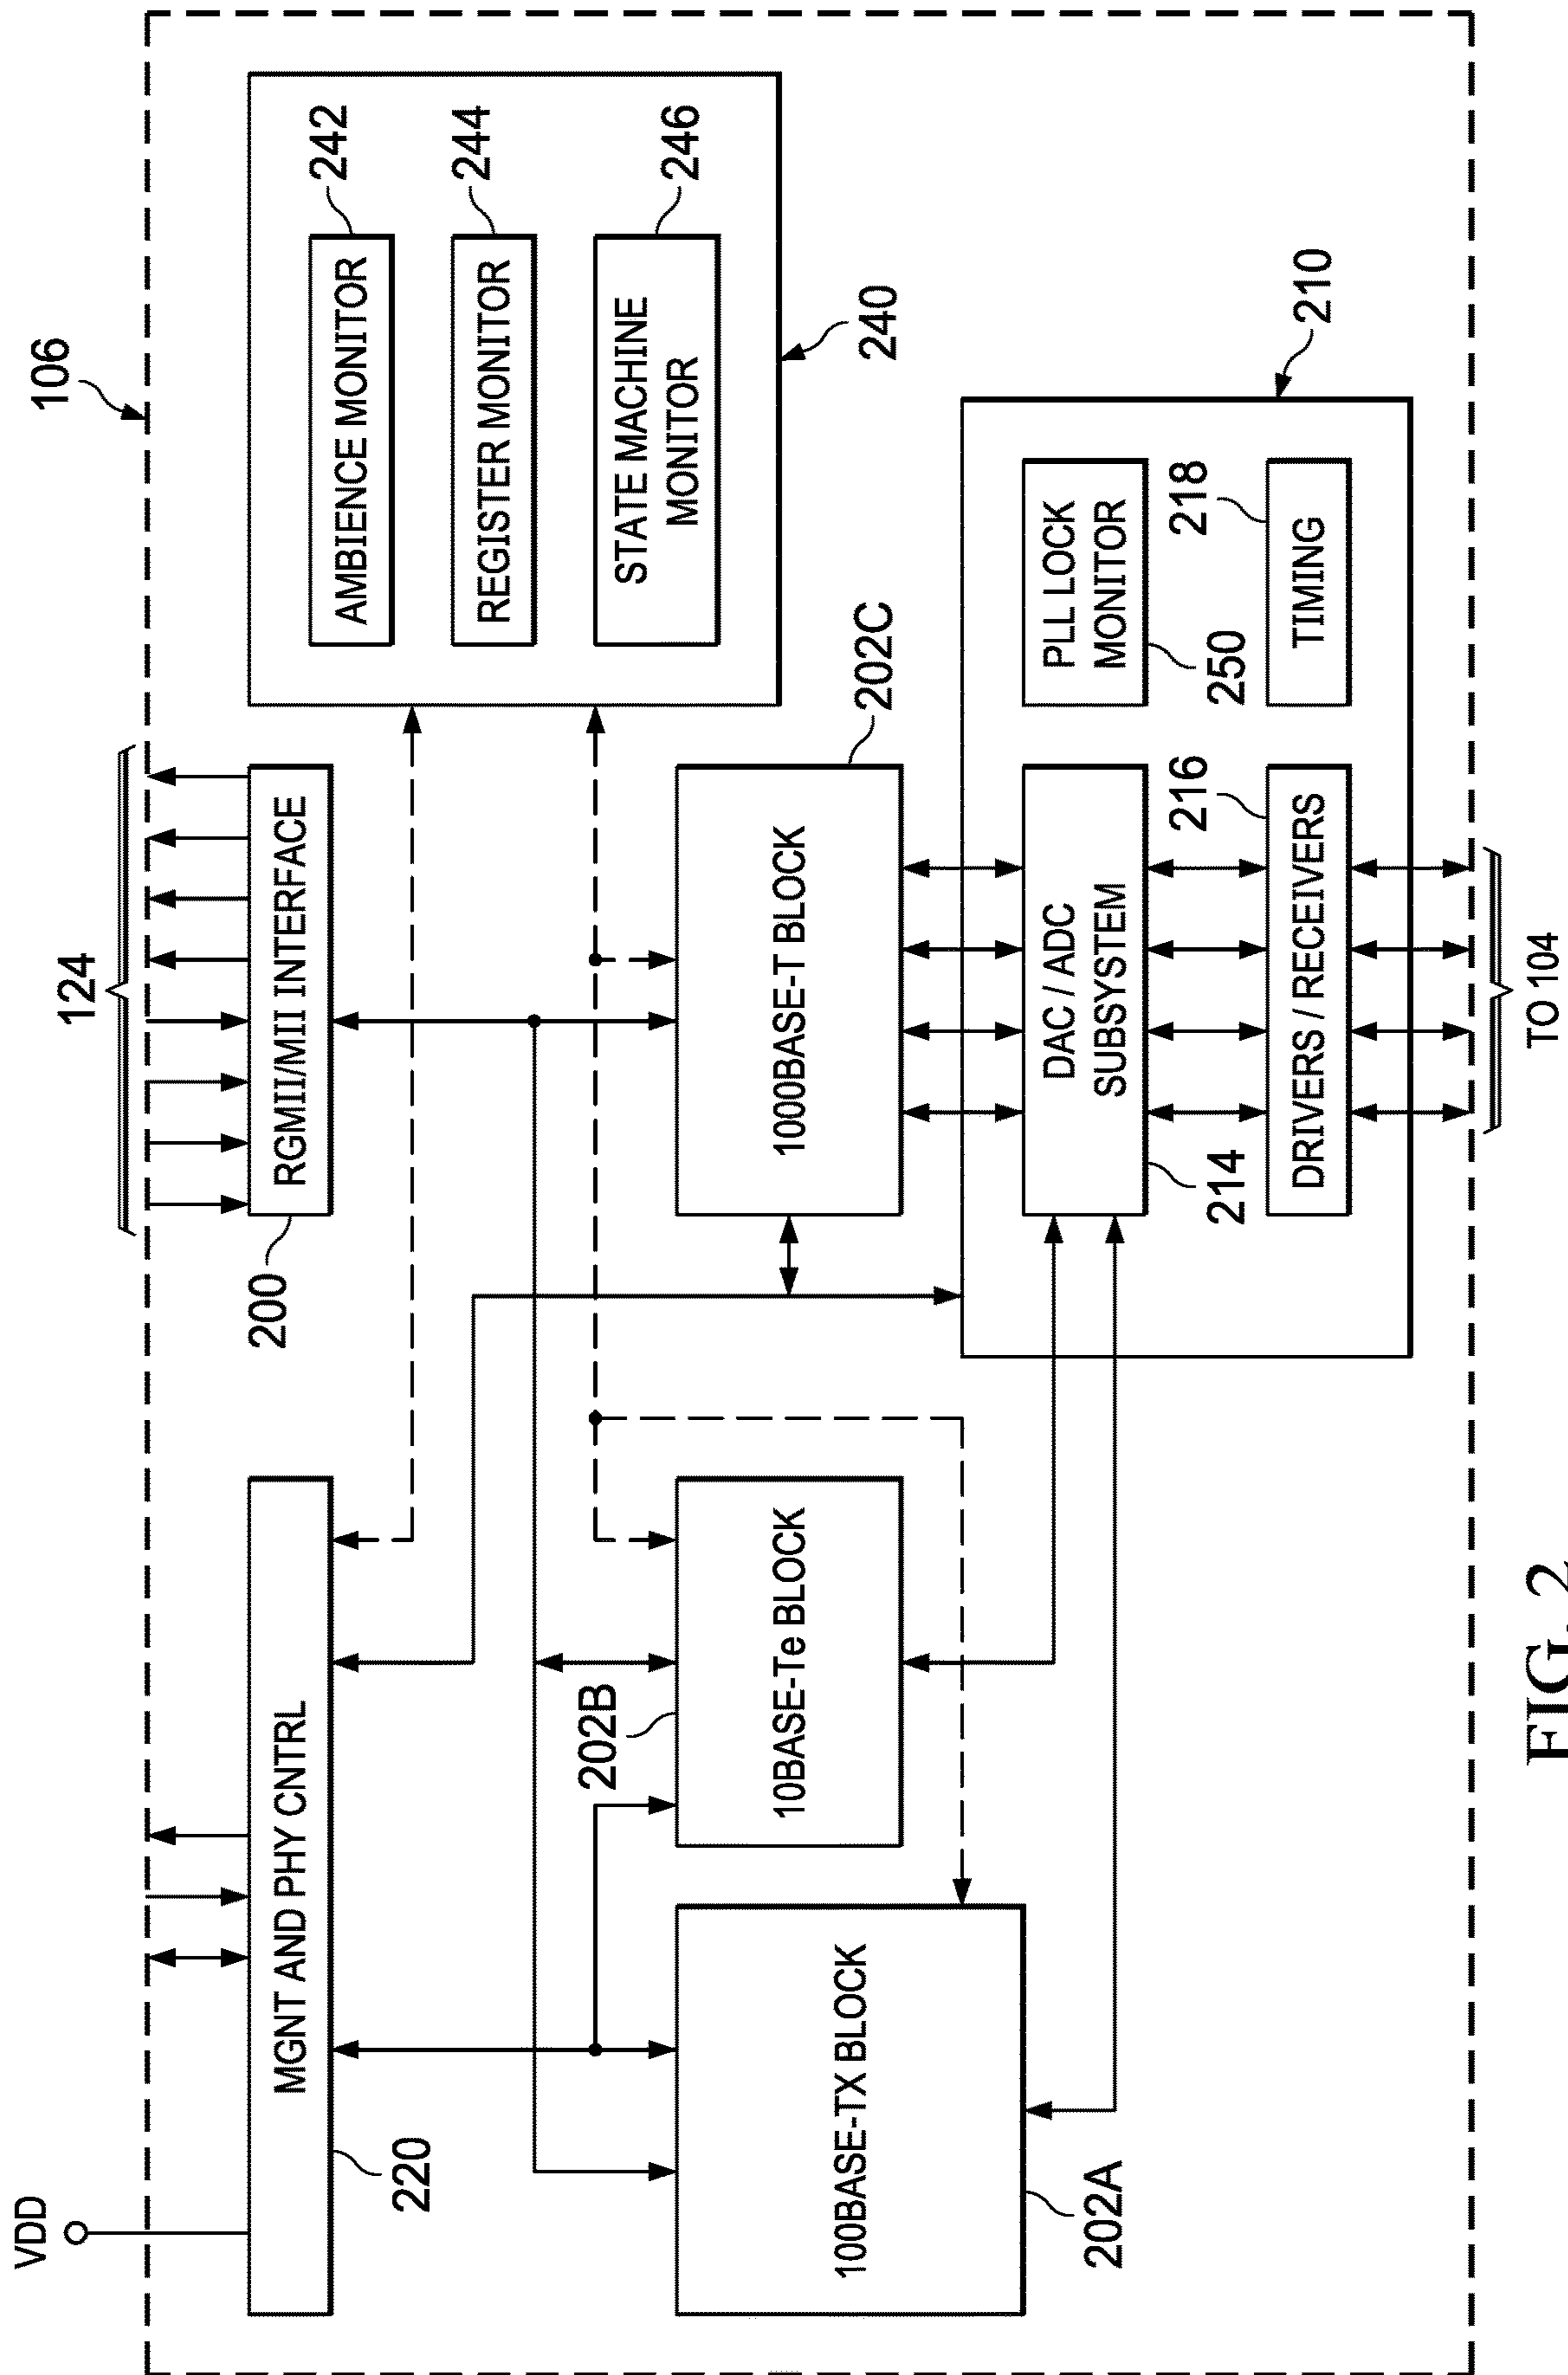 106
VDD
124
MGNT AND PHY CNTRL
220
RGMII/MII INTERFACE
200
AMBIENCE MONITOR
242
REGISTER MONITOR
244
STATE MACHINE
MONITOR
246
240
100BASE-TX BLOCK
202A
10BASE-Te BLOCK
202B
1000BASE-T BLOCK
202C
210
DAC / ADC
SUBSYSTEM
214
PLL LOCK
MONITOR
250
DRIVERS / RECEIVERS
216
TIMING
218
TO 104
FIG. 2